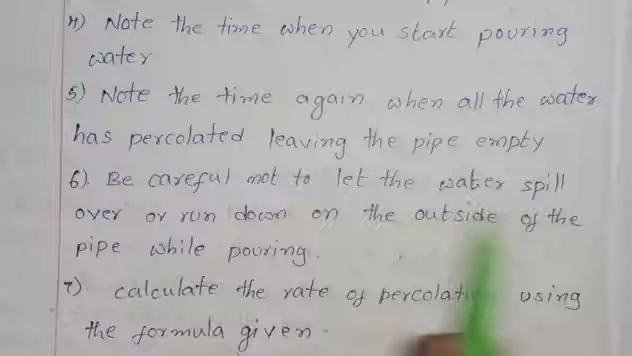 4) Note the time when you start pouring
water
5) Note the time again when all the water
has percolated leaving the pipe empty
6). Be careful not to let the water spill
over or run down on the outside of the
pipe while pouring.
7) calculate the rate of using
the formula given.